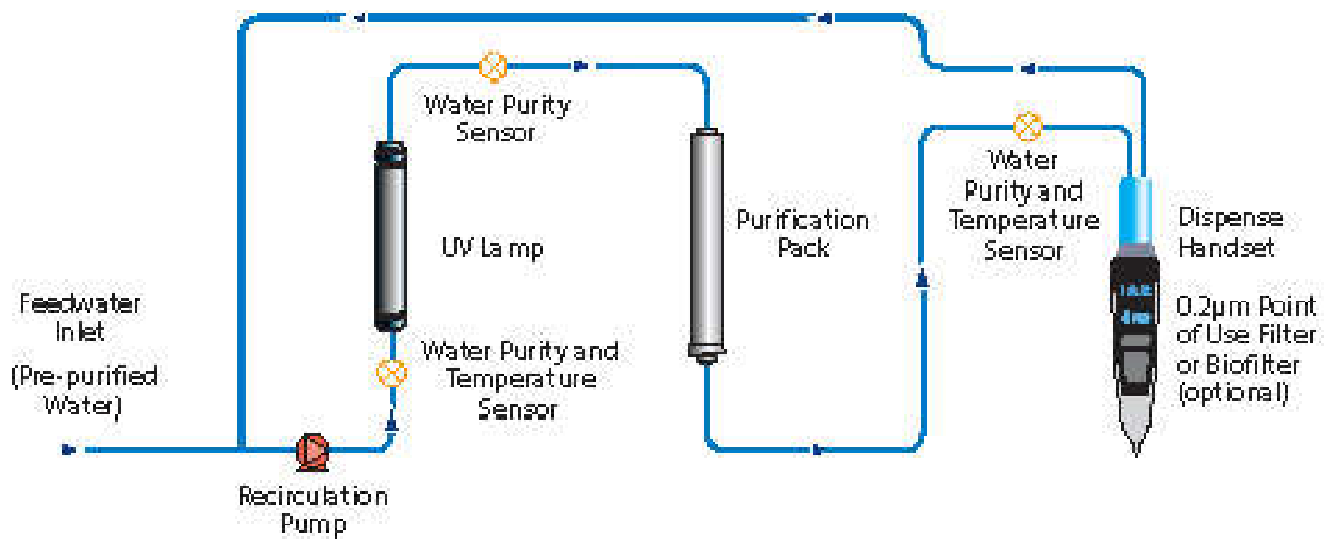 Water Purity
Sensor
UV Lamp
Water Purity and
Temperature
Sensor
Feedwater
Inlet
(Pre-purified
Water)
Recirculation
Pump
Purification
Pack
Water
Purity and
Temperature
Sensor
Dispense
Handset
0.2µm Point
of Use Filter
or Biofilter
(optional)